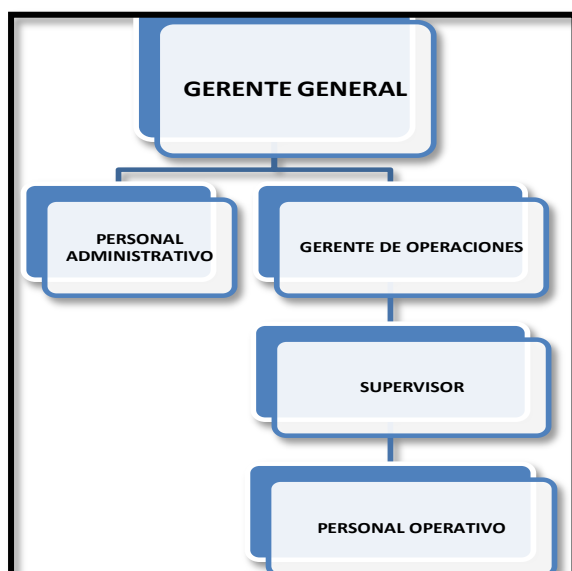 GERENTE GENERAL
PERSONAL
ADMINISTRATIVO
GERENTE DE OPERACIONES
SUPERVISOR
PERSONAL OPERATIVO